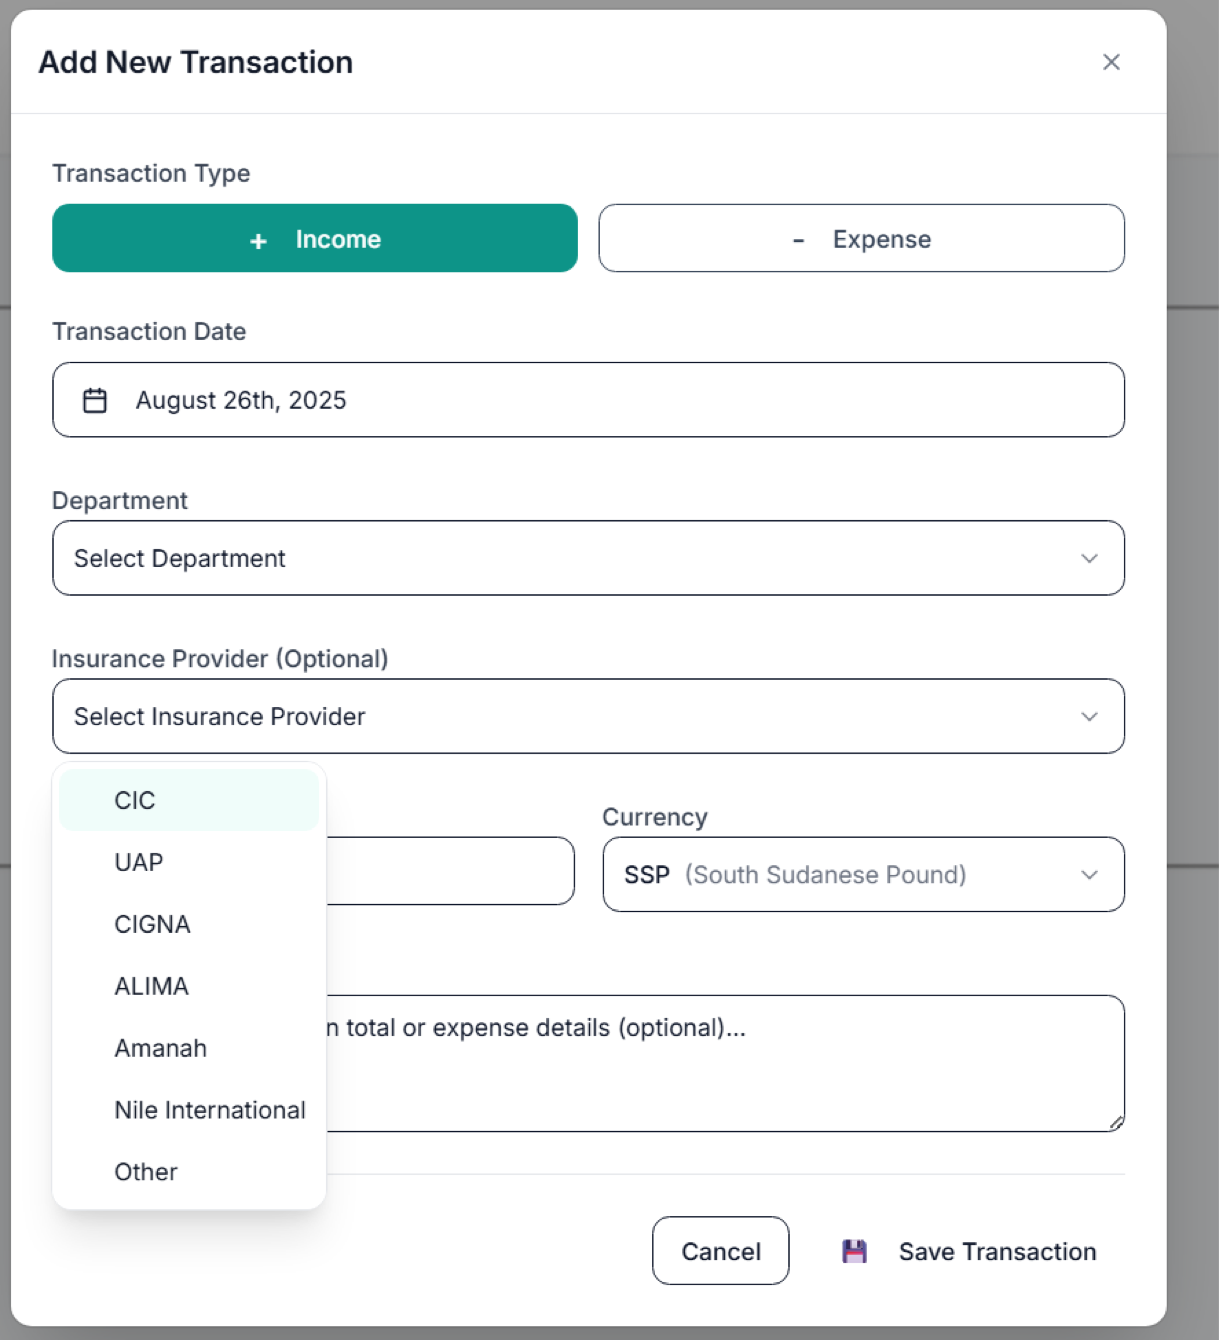 Add New Transaction
Transaction Type
+ Income
- Expense
Transaction Date
August 26th, 2025
Department
Select Department
Insurance Provider (Optional)
Select Insurance Provider
CIC
UAP
CIGNA
ALIMA
Amanah
Nile International
Other
Currency
SSP (South Sudanese Pound)
total or expense details (optional)...
Cancel
Save Transaction